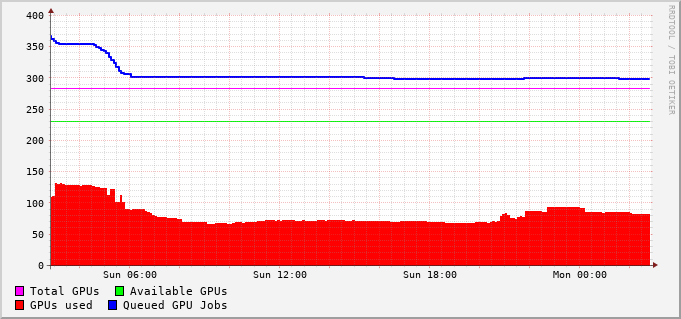 400
350
300
250
200
150
100
50
0
Sun 06:00 Sun 12:00 Sun 18:00 Mon 00:00
Total GPUs Available GPUs
GPUs used Queued GPU Jobs
RRDTOOL / TOBI OETIKER